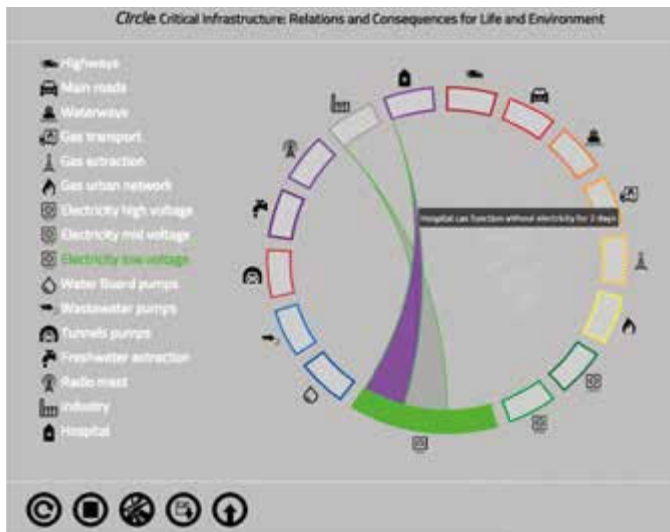 CIrcle: Critical Infrastructure: Relations and Consequences for Life and Environment
Highways
Main roads
Waterways
Gas transport
Gas extraction
Gas urban network
Electricity high voltage
Electricity mid voltage
Electricity low voltage
Water Board pumps
Wastewater pumps
Tunnels pumps
Freshwater extraction
Radio mast
Industry
Hospital
Hospital can function without electricity for 2 days